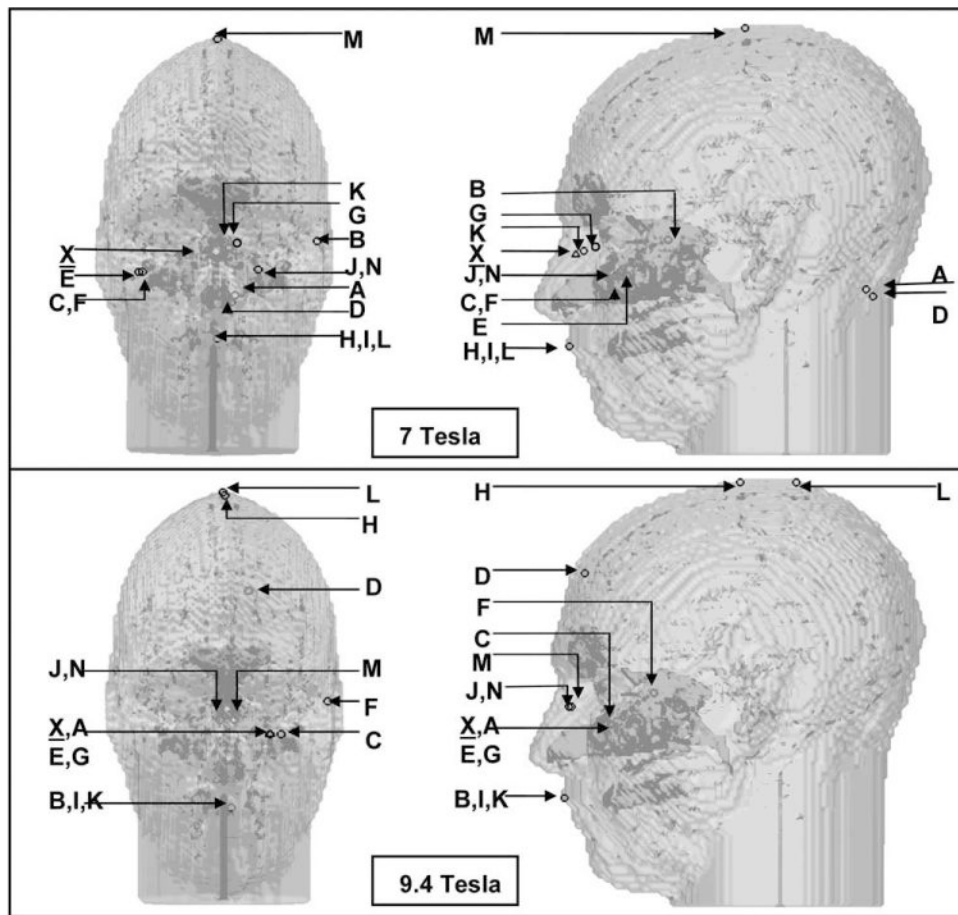 M
K
G
B
X
E
C, F
J, N
A
D
H,I,L
M
B
G
K
X
J, N
C, F
E
H,I,L
A
D
7 Tesla
L
H
D
J,N
M
F
X,A
E,G
C
B,I,K
H
L
D
F
C
M
J,N
X,A
E,G
B,I,K
9.4 Tesla